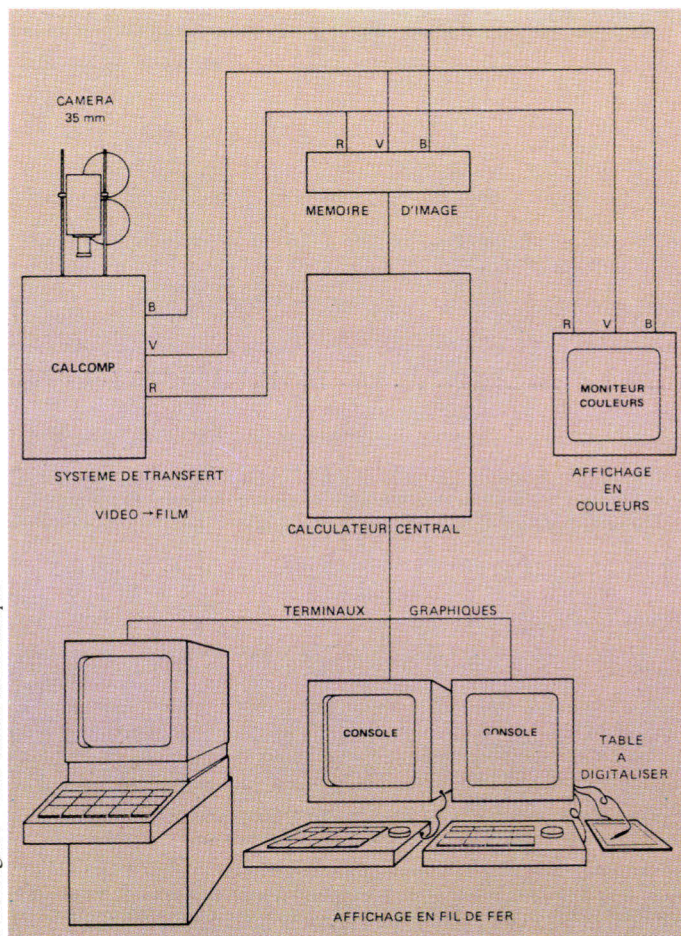 CAMERA
35 mm
R V B
MEMOIRE D'IMAGE
B
V
R
CALCOMP
R V B
MONITEUR
COULEURS
SYSTEME DE TRANSFERT
VIDEO → FILM
AFFICHAGE
EN
COULEURS
CALCULATEUR CENTRAL
TERMINAUX GRAPHIQUES
CONSOLE
CONSOLE
TABLE
A
DIGITALISER
AFFICHAGE EN FIL DE FER